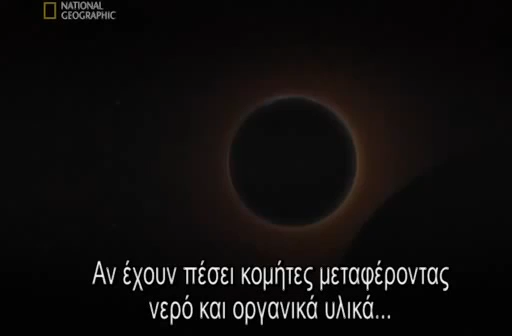 NATIONAL
GEOGRAPHIC
Αν έχουν πέσει κομήτες μεταφέροντας
νερό και οργανικά υλικά...